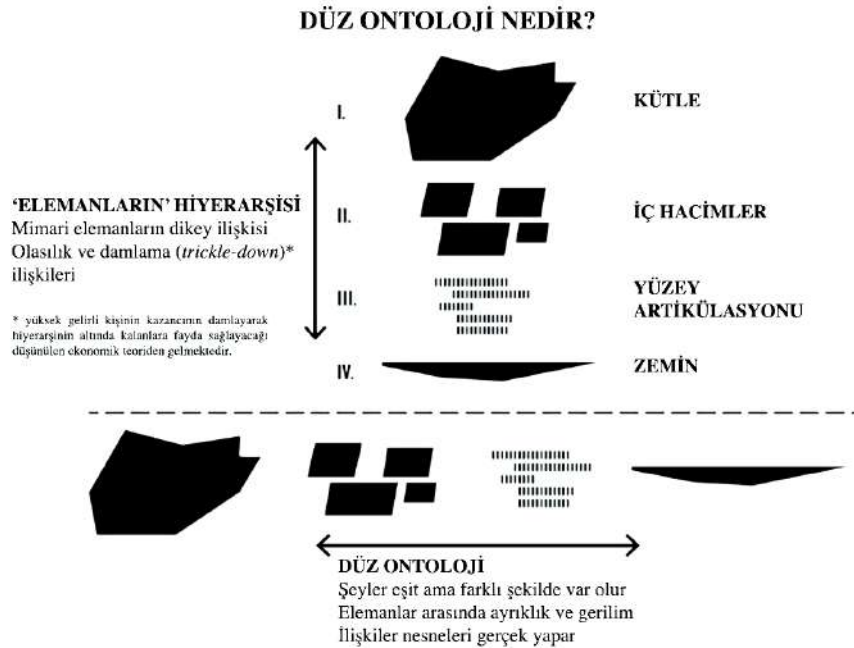 DÜZ ONTOLOJİ NEDİR?
I.
KÜTLE
'ELEMANLARIN' HİYERARŞİSİ
Mimari elemanların dikey ilişkisi
Olasılık ve damlama (trickle-down)*
ilişkileri
* yüksek gelirli kişinin kazancının damlayarak
hiyerarşinin altında kalanlara fayda sağlayacağı
düşünülen ekonomik teoriden gelmektedir.
II.
İÇ HACİMLER
III.
YÜZEY
ARTİKÜLASYONU
IV.
ZEMİN
DÜZ ONTOLOJİ
Şeyler eşit ama farklı şekilde var olur
Elemanlar arasında ayrıklık ve gerilim
İlişkiler nesneleri gerçek yapar